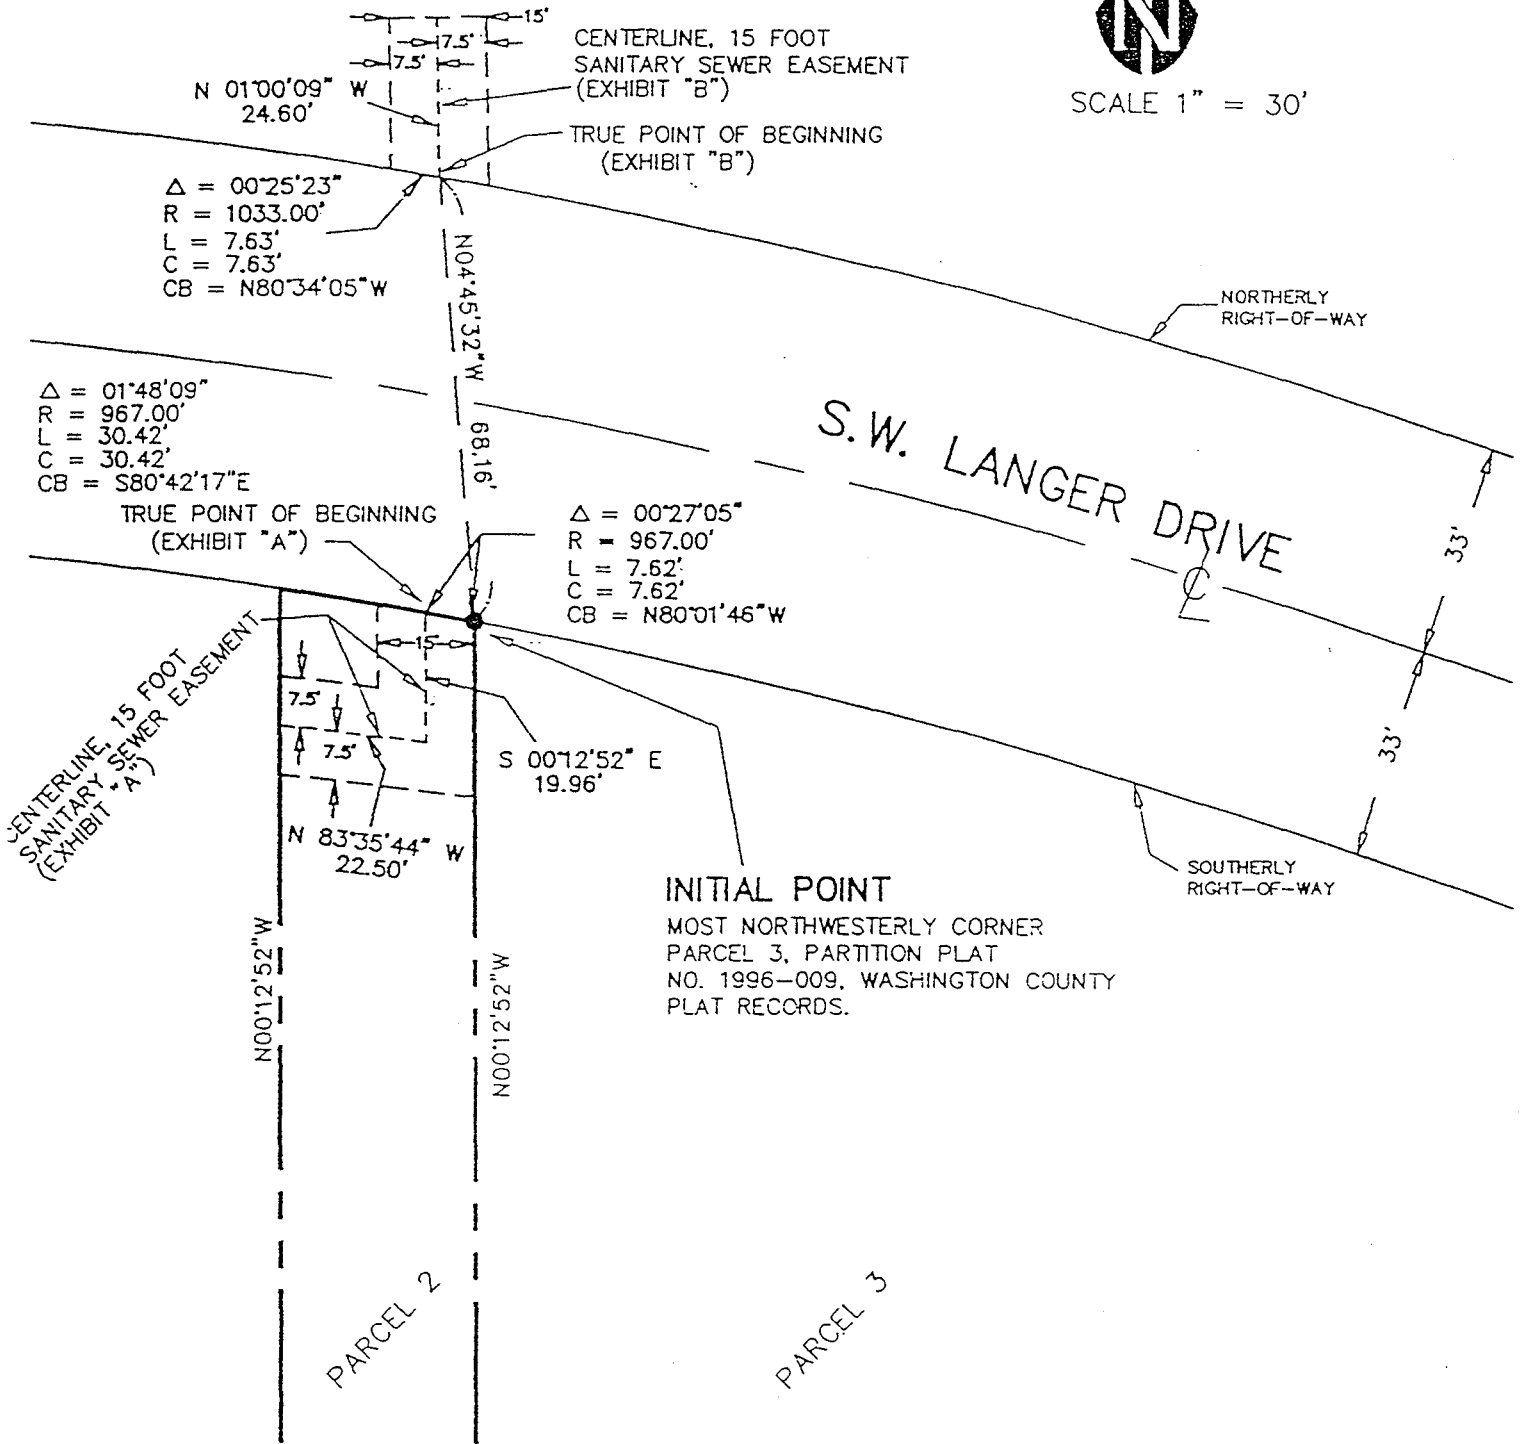 N
SCALE 1" = 30'
15'
7.5'
7.5'
CENTERLINE, 15 FOOT
SANITARY SEWER EASEMENT
(EXHIBIT "B")
N 01°00'09" W
24.60'
TRUE POINT OF BEGINNING
(EXHIBIT "B")
Δ = 00°25'23"
R = 1033.00'
L = 7.63'
C = 7.63'
CB = N80°34'05"W
N04°45'32"W 68.16'
NORTHERLY
RIGHT-OF-WAY
Δ = 01°48'09"
R = 967.00'
L = 30.42'
C = 30.42'
CB = S80°42'17"E
S.W. LANGER DRIVE
33'
33'
TRUE POINT OF BEGINNING
(EXHIBIT "A")
Δ = 00°27'05"
R = 967.00'
L = 7.62'
C = 7.62'
CB = N80°01'46"W
15'
7.5'
7.5'
CENTERLINE, 15 FOOT
SANITARY SEWER EASEMENT
(EXHIBIT "A")
S 00°12'52" E
19.96'
N 83°35'44" W
22.50'
INITIAL POINT
MOST NORTHWESTERLY CORNER
PARCEL 3, PARTITION PLAT
NO. 1996-009, WASHINGTON COUNTY
PLAT RECORDS.
SOUTHERLY
RIGHT-OF-WAY
N00°12'52"W
N00°12'52"W
PARCEL 2
PARCEL 3